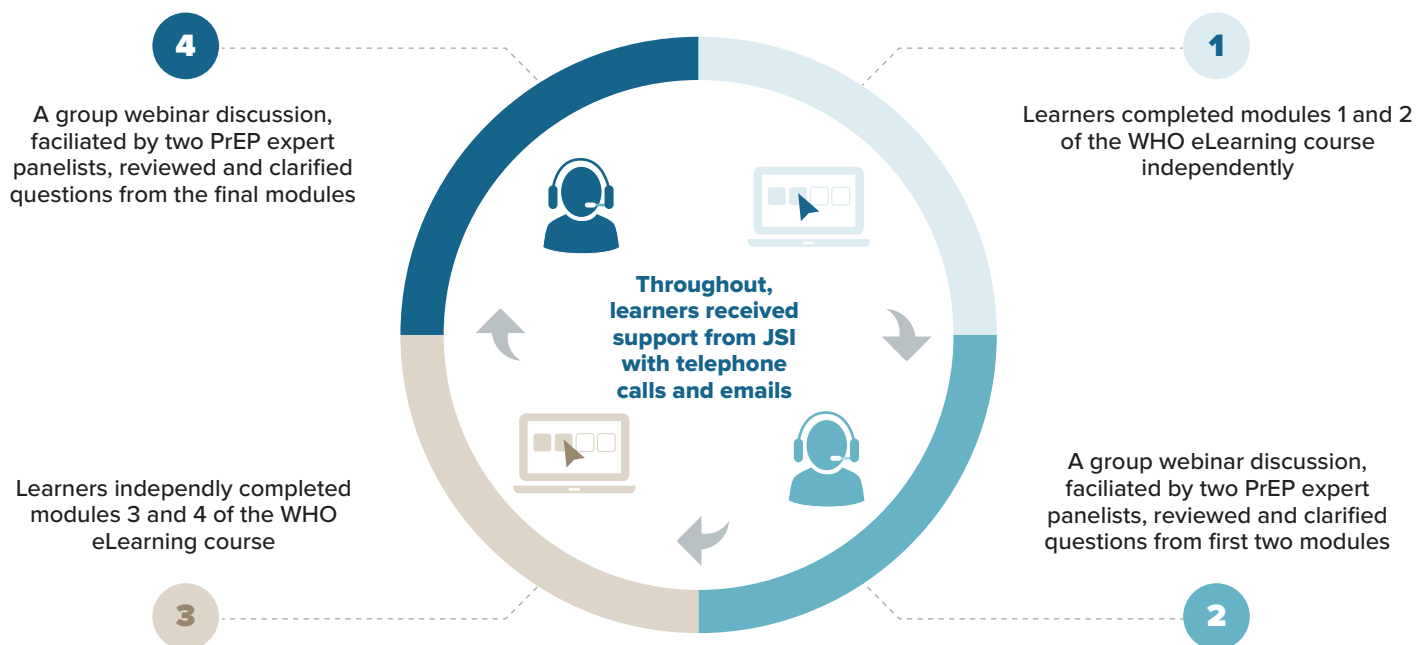 1
Learners completed modules 1 and 2
of the WHO eLearning course
independently
2
A group webinar discussion,
faciliated by two PrEP expert
panelists, reviewed and clarified
questions from first two modules
3
Learners independly completed
modules 3 and 4 of the WHO
eLearning course
4
A group webinar discussion,
faciliated by two PrEP expert
panelists, reviewed and clarified
questions from the final modules
Throughout,
learners received
support from JSI
with telephone
calls and emails